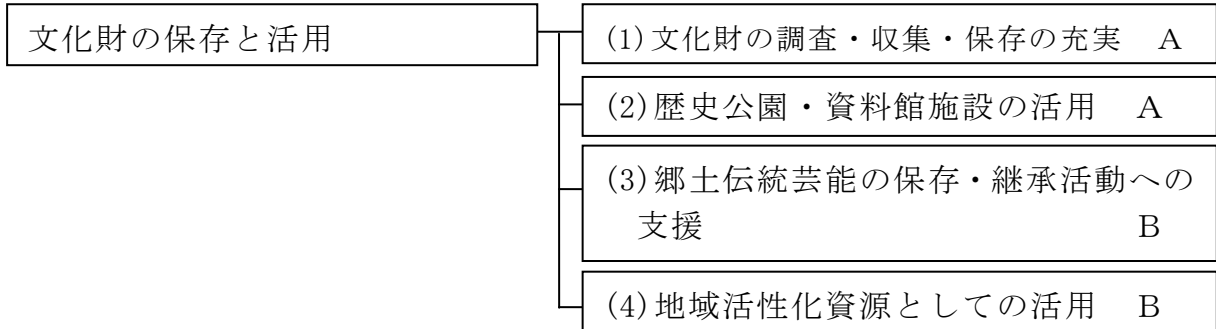 文化財の保存と活用
(1)文化財の調査・収集・保存の充実　A
(2)歴史公園・資料館施設の活用　A
(3)郷土伝統芸能の保存・継承活動への
支援　B
(4)地域活性化資源としての活用　B